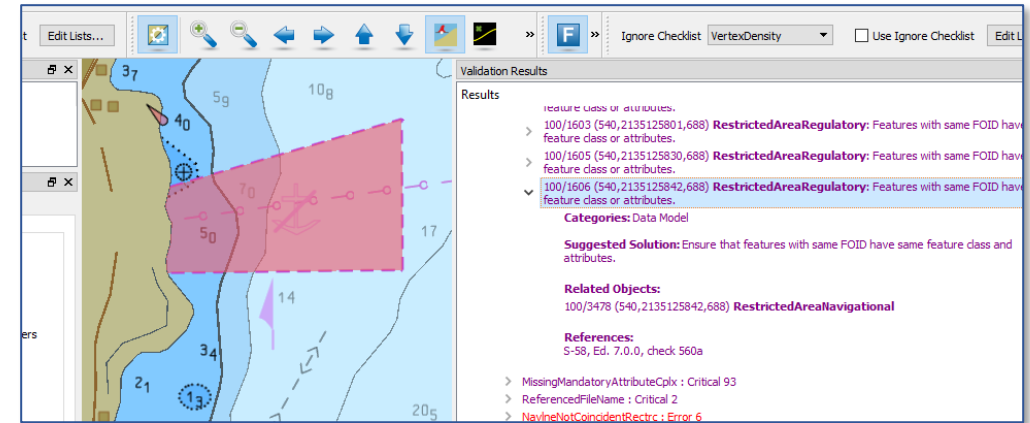 t Edit Lists... » F » Ignore Checklist VertexDensity Use Ignore Checklist Edit L
Validation Results
Results
feature class or attributes.
100/1603 (540,2135125801,688) RestrictedAreaRegulatory: Features with same FOID have
feature class or attributes.
100/1605 (540,2135125830,688) RestrictedAreaRegulatory: Features with same FOID have
feature class or attributes.
100/1606 (540,2135125842,688) RestrictedAreaRegulatory: Features with same FOID have
feature class or attributes.
Categories: Data Model
Suggested Solution: Ensure that features with same FOID have same feature class and
attributes.
Related Objects:
100/3478 (540,2135125842,688) RestrictedAreaNavigational
References:
S-58, Ed. 7.0.0, check 560a
MissingMandatoryAttributeCplx : Critical 93
ReferencedFileName : Critical 2
NavlneNotCoincidentRectrc : Error 6
ers
37
59
108
40
70
50
17
14
34
21
13
205